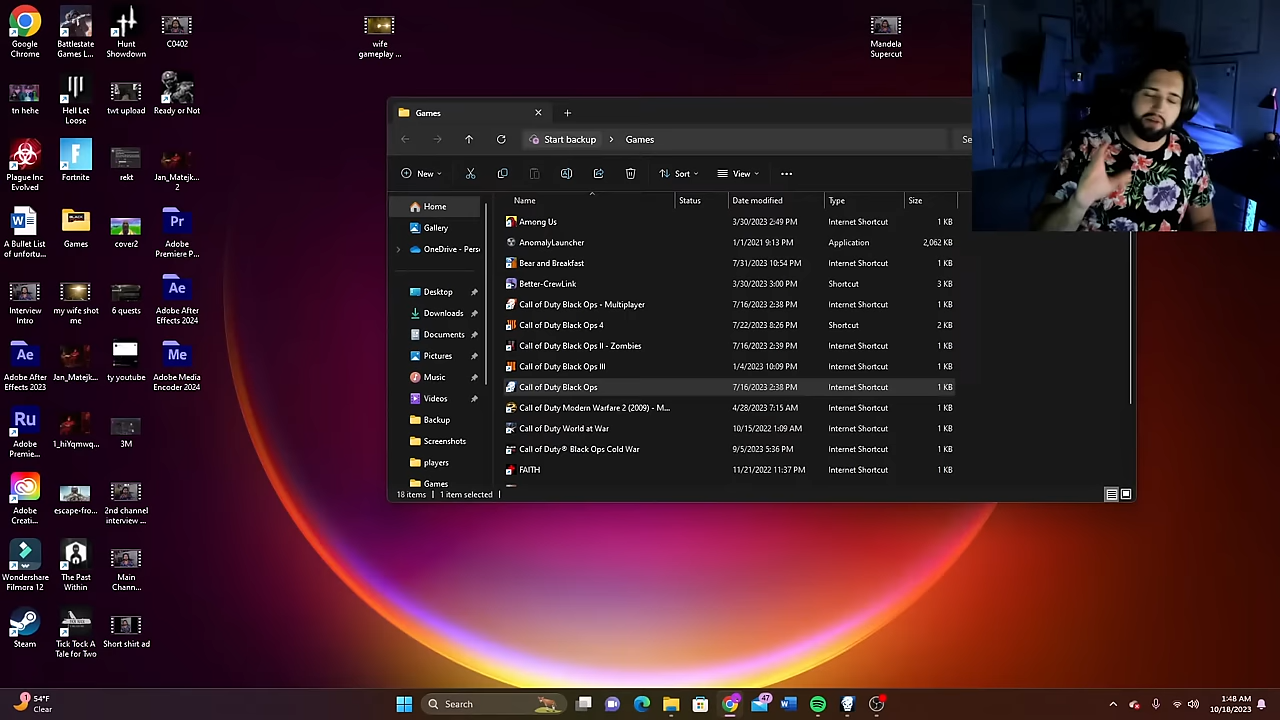 Google
Chrome
Battlestate
Games L...
Hunt
Showdown
C0402
wife
gameplay ...
Mandela
Supercut
tn hehe
Hell Let
Loose
twt upload
Ready or Not
Plague Inc
Evolved
Fortnite
rekt
Jan_Matejk...
2
A Bullet List
of unfortu...
Games
cover2
Adobe
Premiere P...
Interview
Intro
my wife shot
me
6 quests
Adobe
After Effects 2024
Adobe
After Effects
2023
Jan_Matejk...
ty youtube
Adobe Media
Encoder 2024
Adobe
Premie...
1_hiYqmwq...
3M
Adobe
Creati...
escape-fro...
2nd channel
interview ...
Wondershare
Filmora 12
The Past
Within
Main
Chann...
Steam
Tick Tock A
Tale for Two
Short shirt ad
Games
Start backup > Games
Se
New
Sort
View
Name Status Date modified Type Size
Home
Gallery
OneDrive - Pers
Desktop
Downloads
Documents
Pictures
Music
Videos
Backup
Screenshots
players
Games
Among Us 3/30/2023 2:49 PM Internet Shortcut 1 KB
AnomalyLauncher 1/1/2021 9:13 PM Application 2,062 KB
Bear and Breakfast 7/31/2023 10:54 PM Internet Shortcut 1 KB
Better-CrewLink 3/30/2023 3:00 PM Shortcut 3 KB
Call of Duty Black Ops - Multiplayer 7/16/2023 2:38 PM Internet Shortcut 1 KB
Call of Duty Black Ops 4 7/22/2023 8:26 PM Shortcut 2 KB
Call of Duty Black Ops II - Zombies 7/16/2023 2:39 PM Internet Shortcut 1 KB
Call of Duty Black Ops III 1/4/2023 10:09 PM Internet Shortcut 1 KB
Call of Duty Black Ops 7/16/2023 2:38 PM Internet Shortcut 1 KB
Call of Duty Modern Warfare 2 (2009) - M... 4/28/2023 7:15 AM Internet Shortcut 1 KB
Call of Duty World at War 10/15/2022 1:09 AM Internet Shortcut 1 KB
Call of Duty® Black Ops Cold War 9/5/2023 5:36 PM Internet Shortcut 1 KB
FAITH 11/21/2022 11:37 PM Internet Shortcut 1 KB
18 items 1 item selected
54°F
Clear
Search
47
1:48 AM
10/18/2023